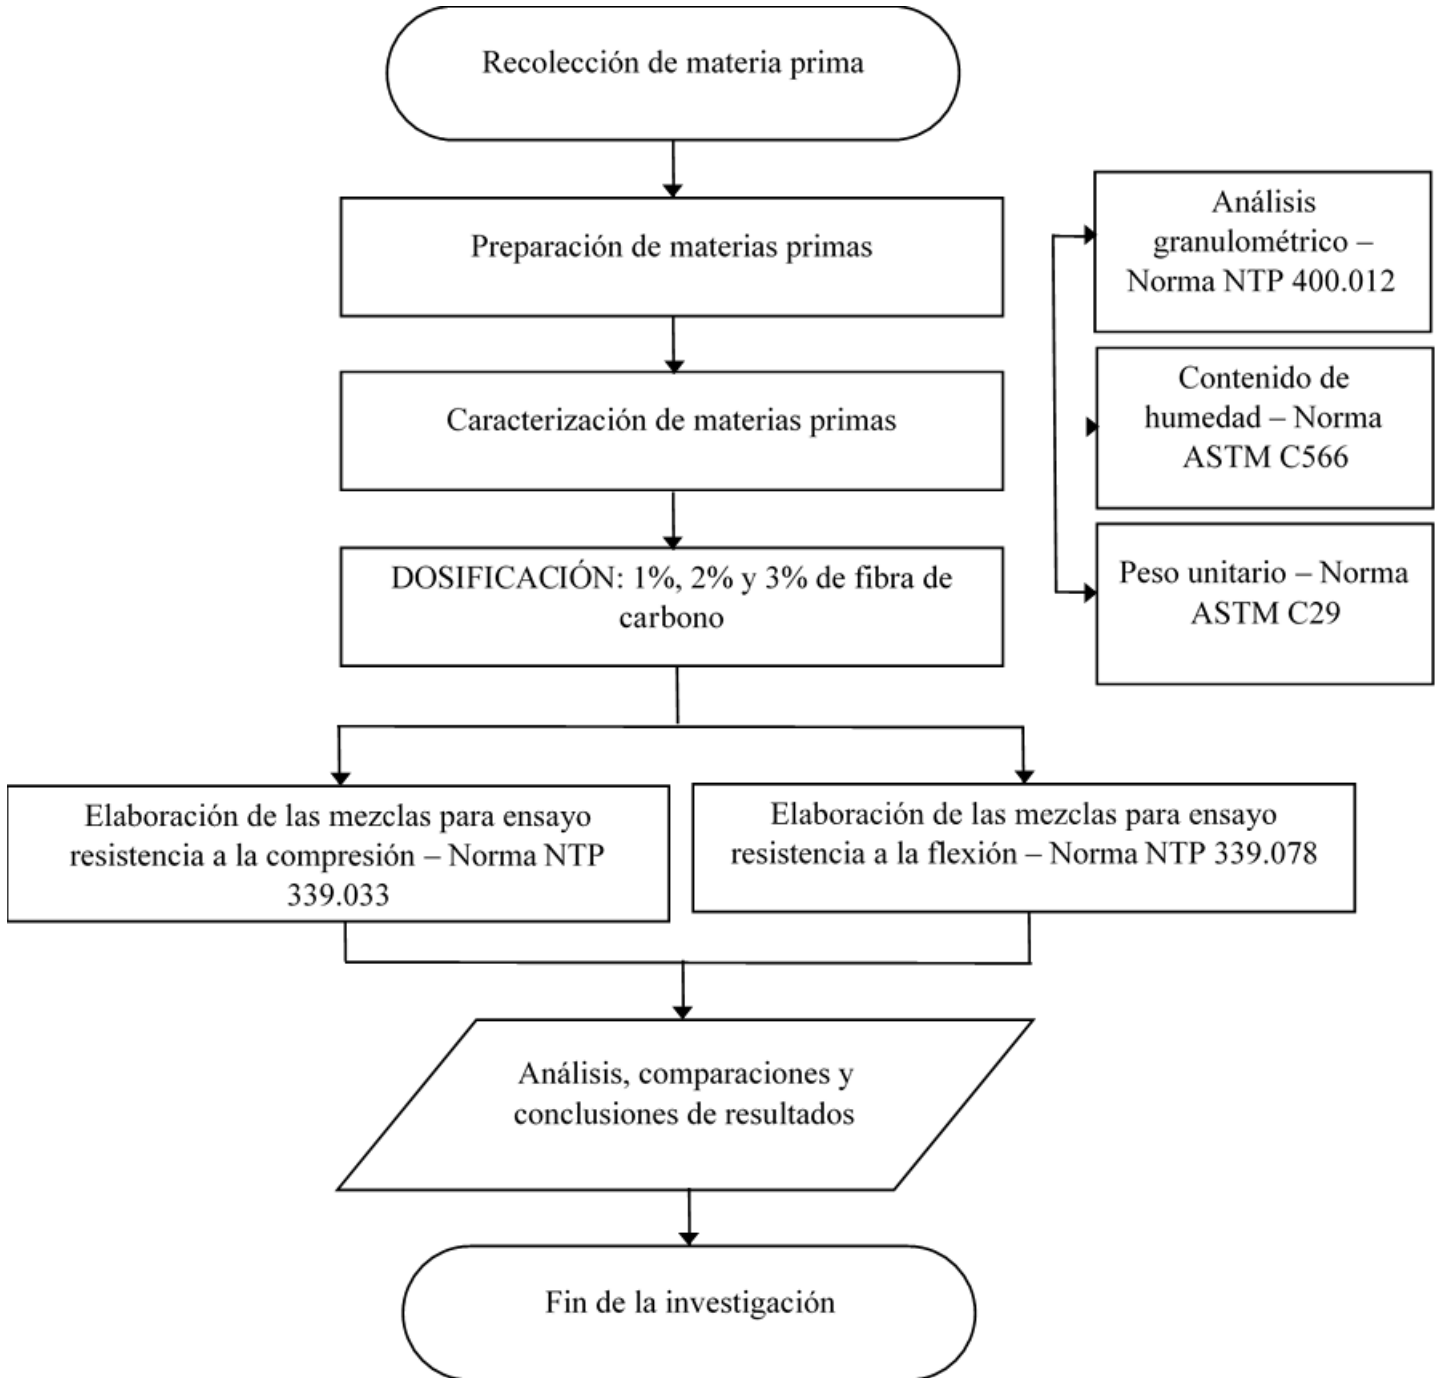 Recolección de materia prima
Preparación de materias primas
Caracterización de materias primas
Análisis
granulométrico –
Norma NTP 400.012
Contenido de
humedad – Norma
ASTM C566
Peso unitario – Norma
ASTM C29
DOSIFICACIÓN: 1%, 2% y 3% de fibra de
carbono
Elaboración de las mezclas para ensayo
resistencia a la compresión – Norma NTP
339.033
Elaboración de las mezclas para ensayo
resistencia a la flexión – Norma NTP 339.078
Análisis, comparaciones y
conclusiones de resultados
Fin de la investigación